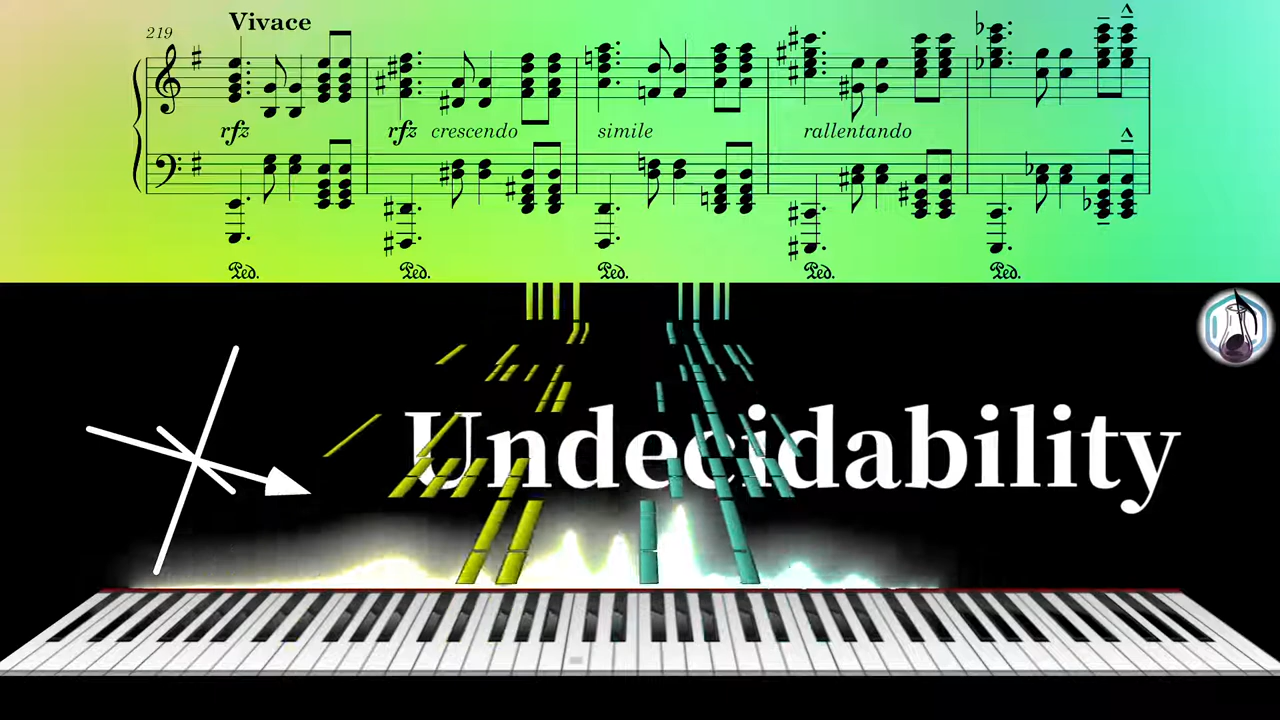 Vivace
219
rfz rfz crescendo simile rallentando
Ped. Ped. Ped. Ped. Ped.
Undecidability